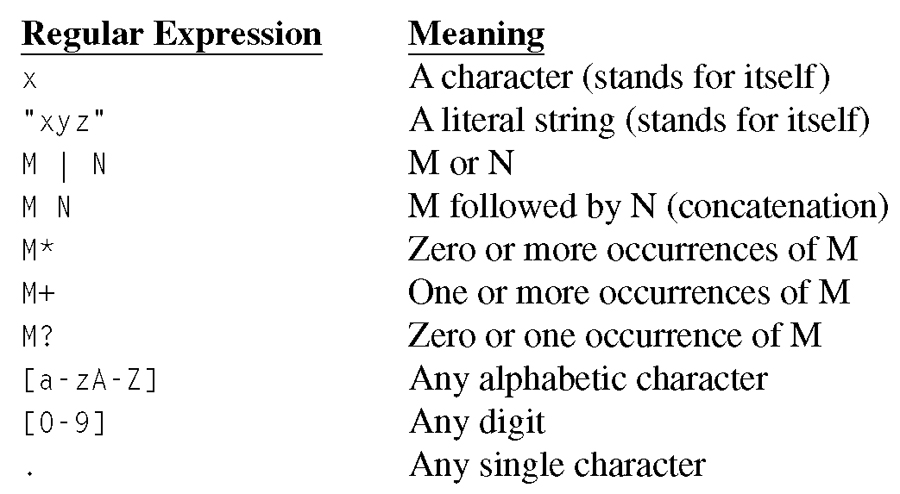 Regular Expression Meaning
x A character (stands for itself)
"xyz" A literal string (stands for itself)
M | N M or N
M N M followed by N (concatenation)
M* Zero or more occurrences of M
M+ One or more occurrences of M
M? Zero or one occurrence of M
[a-zA-Z] Any alphabetic character
[0-9] Any digit
. Any single character